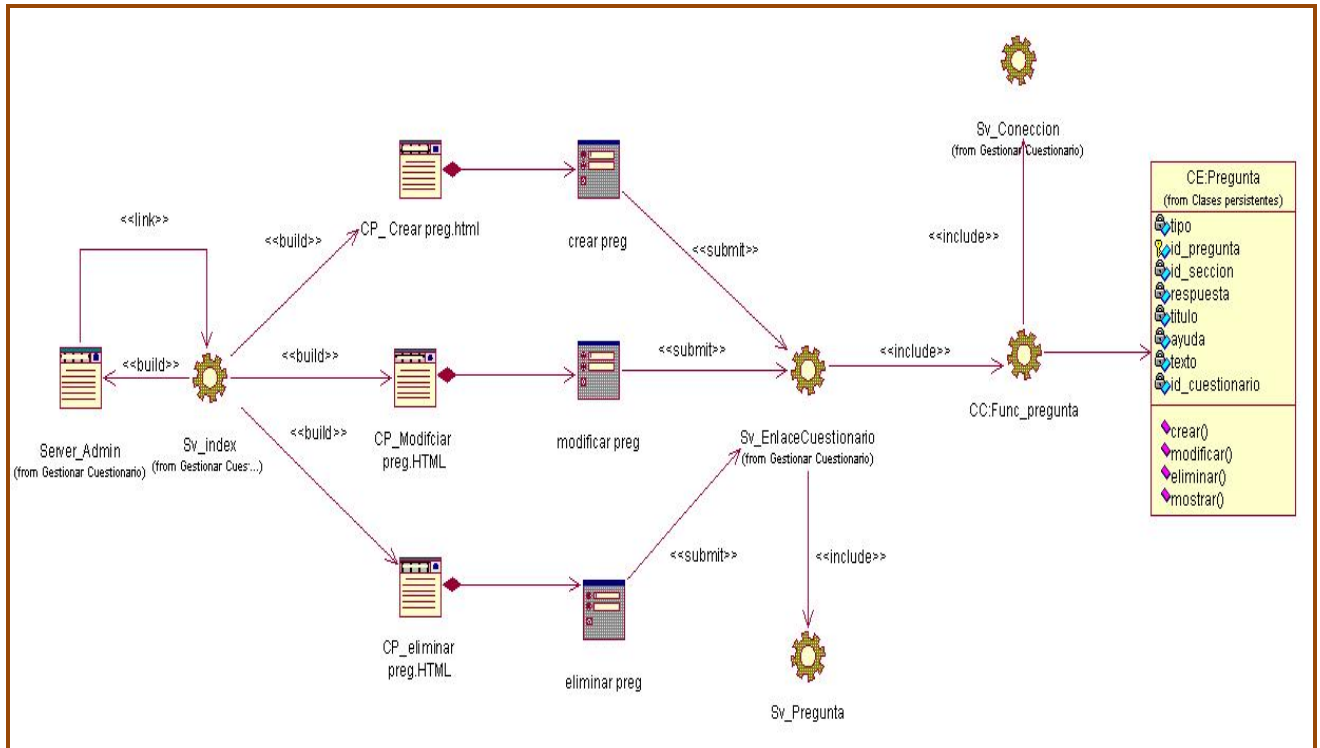 Sv_Coneccion
(from Gestionar Cuestionario)
CE:Pregunta
(from Clases persistentes)
tipo
id_pregunta
id_seccion
respuesta
titulo
ayuda
texto
id_cuestionario
crear()
modificar()
eliminar()
mostrar()
<<link>>
<<build>>
CP_ Crear preg.html
crear preg
<<submit>>
<<include>>
<<build>>
<<build>>
<<submit>>
<<include>>
CC:Func_pregunta
Server_Admin
(from Gestionar Cuestionario)
Sv_index
(from Gestionar Cues...)
<<build>>
CP_Modifciar
preg.HTML
modificar preg
Sv_EnlaceCuestionario
(from Gestionar Cuestionario)
<<submit>>
<<include>>
CP_eliminar
preg.HTML
eliminar preg
Sv_Pregunta